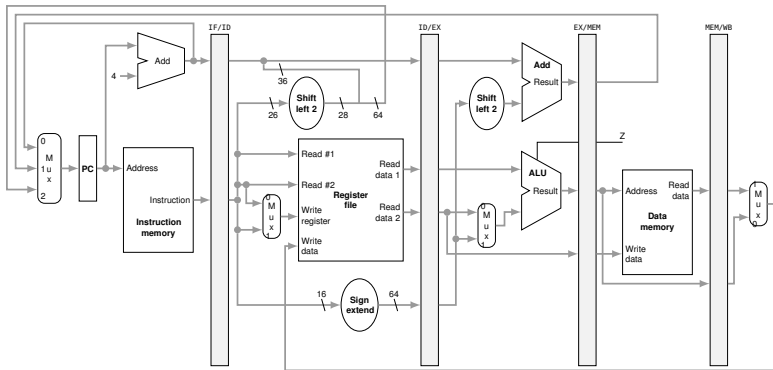 IF/ID
ID/EX
EX/MEM
MEM/WB
Add
4
36
Shift
left 2
26
28
64
Add
Result
Shift
left 2
0
M
1 u
x
2
PC
Address
Instruction
Instruction
memory
Read #1
Read #2
Write
register
Write
data
Register
file
Read
data 1
Read
data 2
0
M
u
x
1
16
Sign
extend
64
0
M
u
x
1
ALU
Result
Z
Address
Write
data
Read
data
Data
memory
1
M
u
x
0